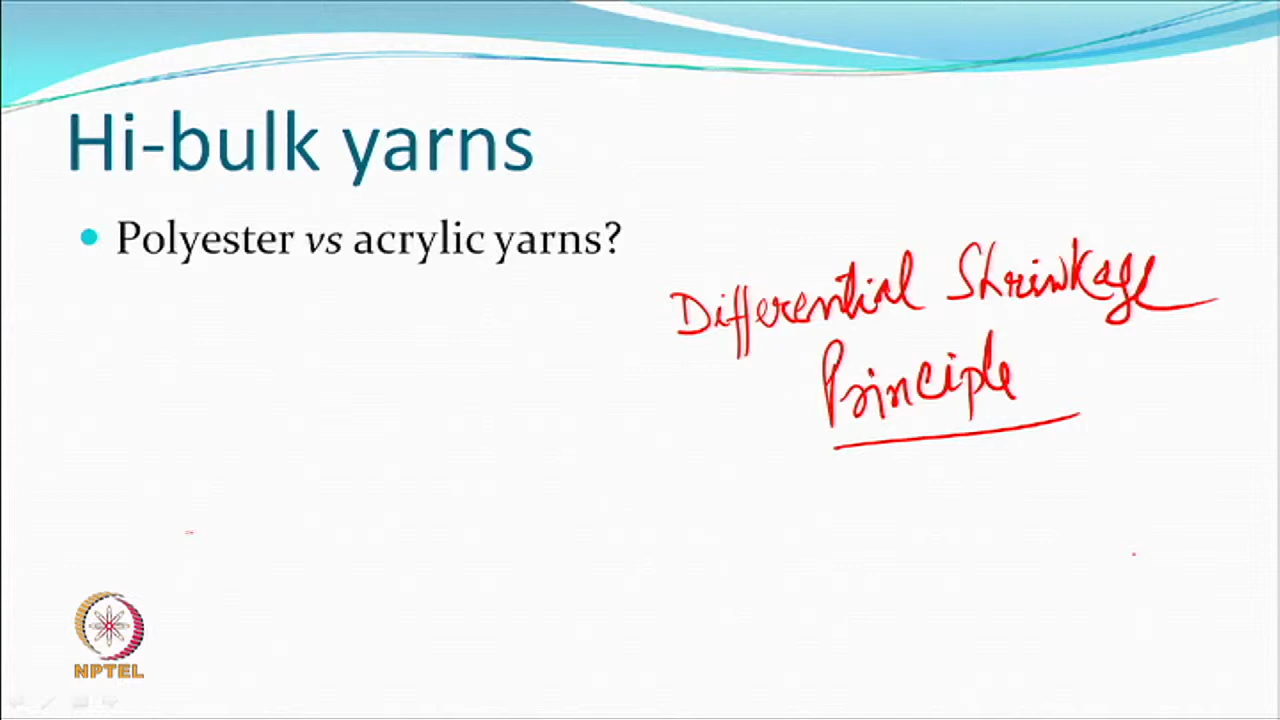 Hi-bulk yarns
Polyester vs acrylic yarns?
Differential Shrinkage
Principle
NPTEL